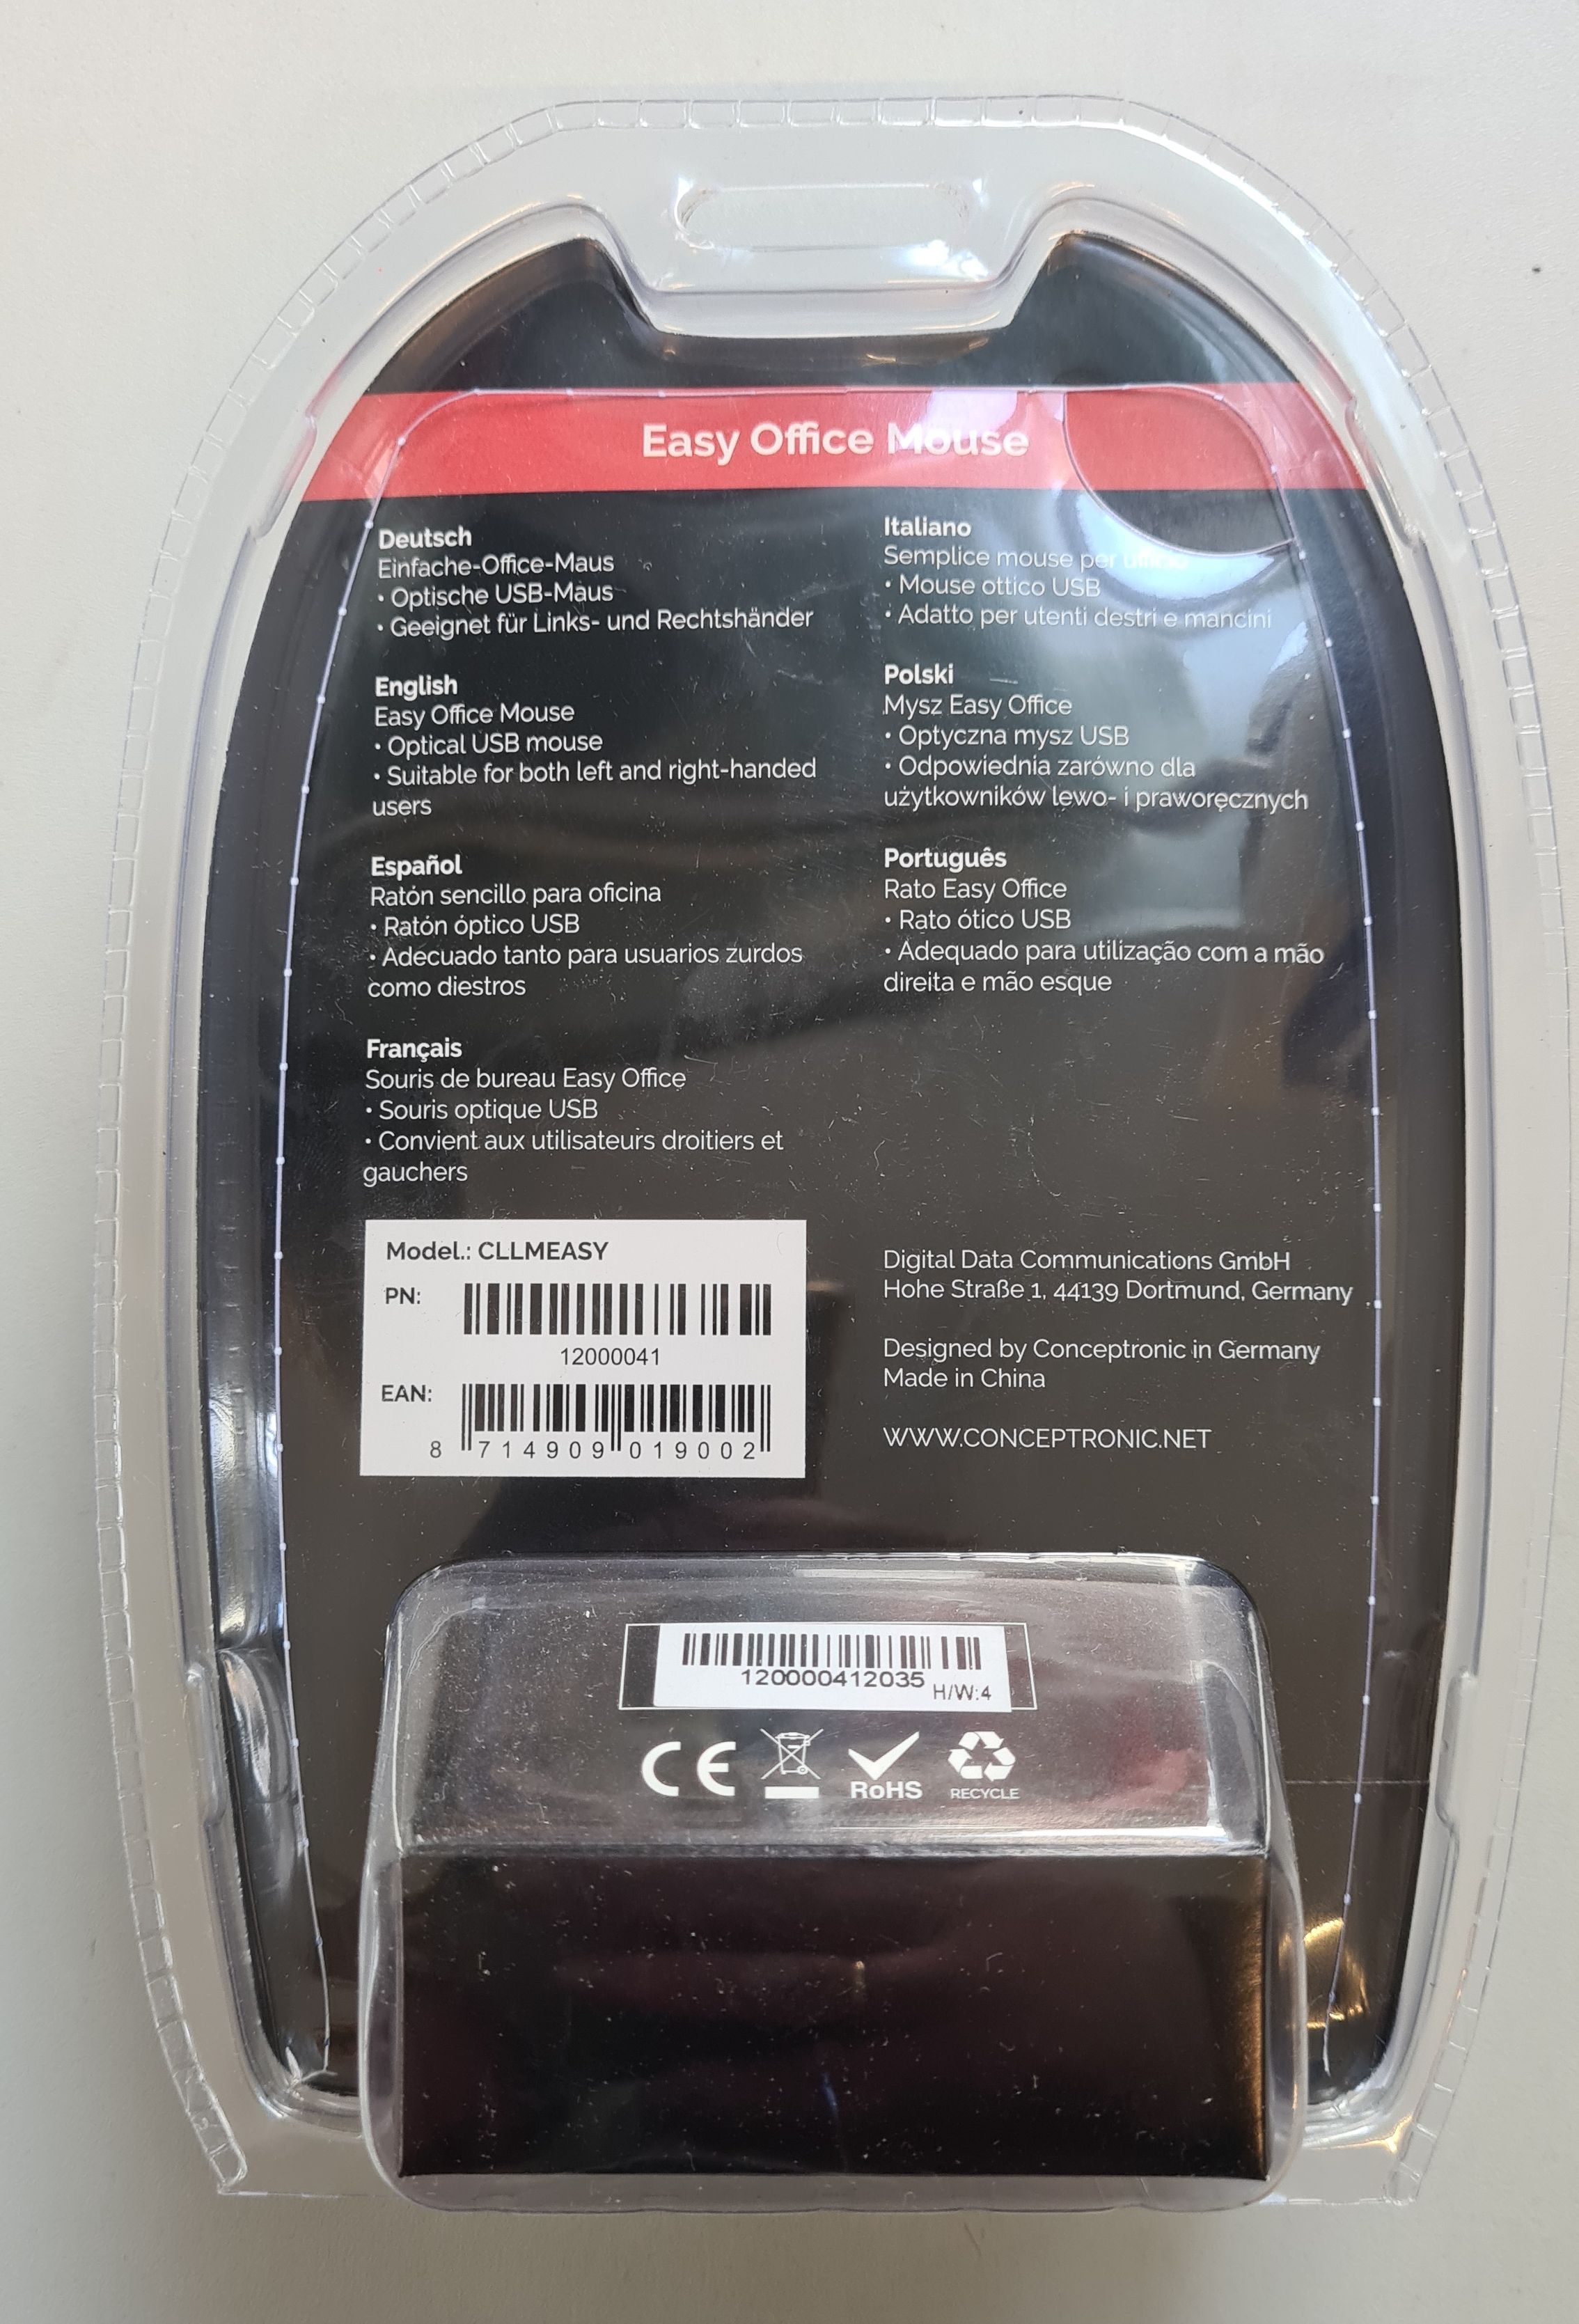 Easy Office Mouse
Deutsch
Einfache-Office-Maus
• Optische USB-Maus
• Geeignet für Links- und Rechtshänder
English
Easy Office Mouse
• Optical USB mouse
• Suitable for both left and right-handed
users
Español
Ratón sencillo para oficina
• Ratón óptico USB
• Adecuado tanto para usuarios zurdos
como diestros
Français
Souris de bureau Easy Office
• Souris optique USB
• Convient aux utilisateurs droitiers et
gauchers
Italiano
Semplice mouse per
• Mouse ottico USB
• Adatto per utenti destri e mancini
Polski
Mysz Easy Office
• Optyczna mysz USB
• Odpowiednia zarówno dla
użytkowników lewo- i praworęcznych
Português
Rato Easy Office
• Rato ótico USB
• Adequado para utilização com a mão
direita e mão esque
Model.: CLLMEASY
PN:
12000041
EAN:
8 714909 019002
Digital Data Communications GmbH
Hohe Straße 1, 44139 Dortmund, Germany
Designed by Conceptronic in Germany
Made in China
WWW.CONCEPTRONIC.NET
120000412035 H/W:4
CE
RoHS
RECYCLE